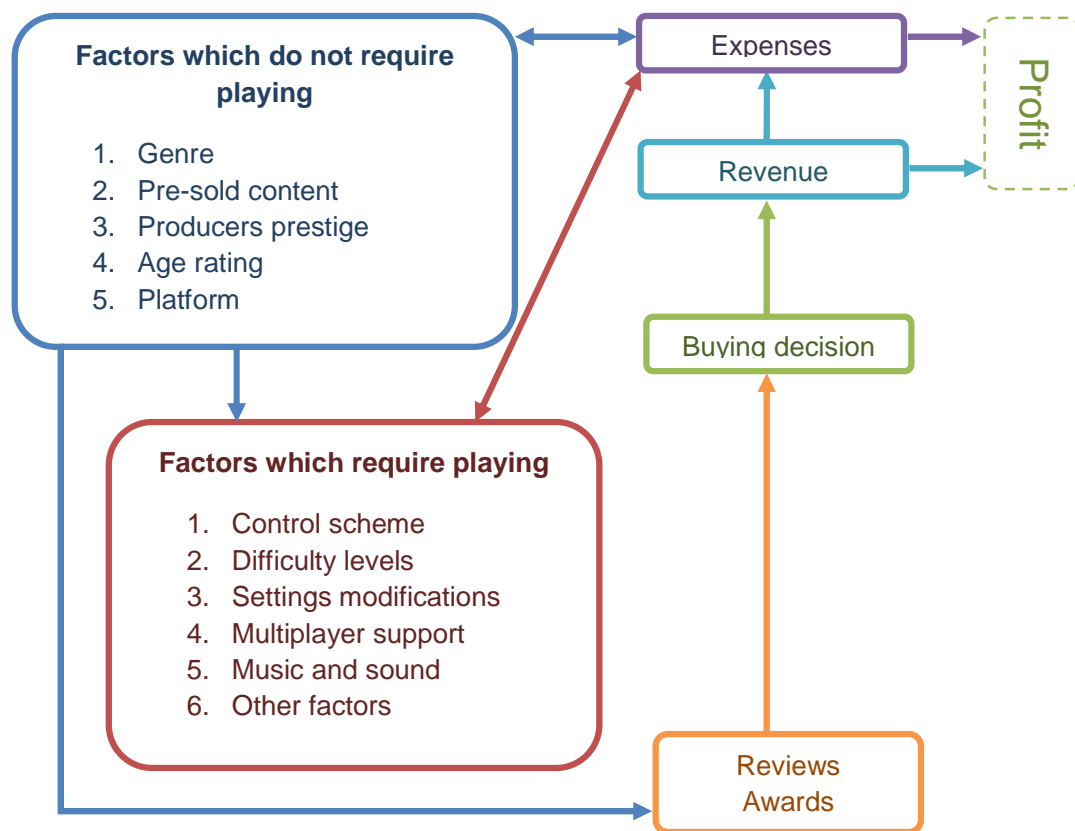 Factors which do not require
playing
1. Genre
2. Pre-sold content
3. Producers prestige
4. Age rating
5. Platform
Expenses
Profit
Revenue
Buying decision
Factors which require playing
1. Control scheme
2. Difficulty levels
3. Settings modifications
4. Multiplayer support
5. Music and sound
6. Other factors
Reviews
Awards